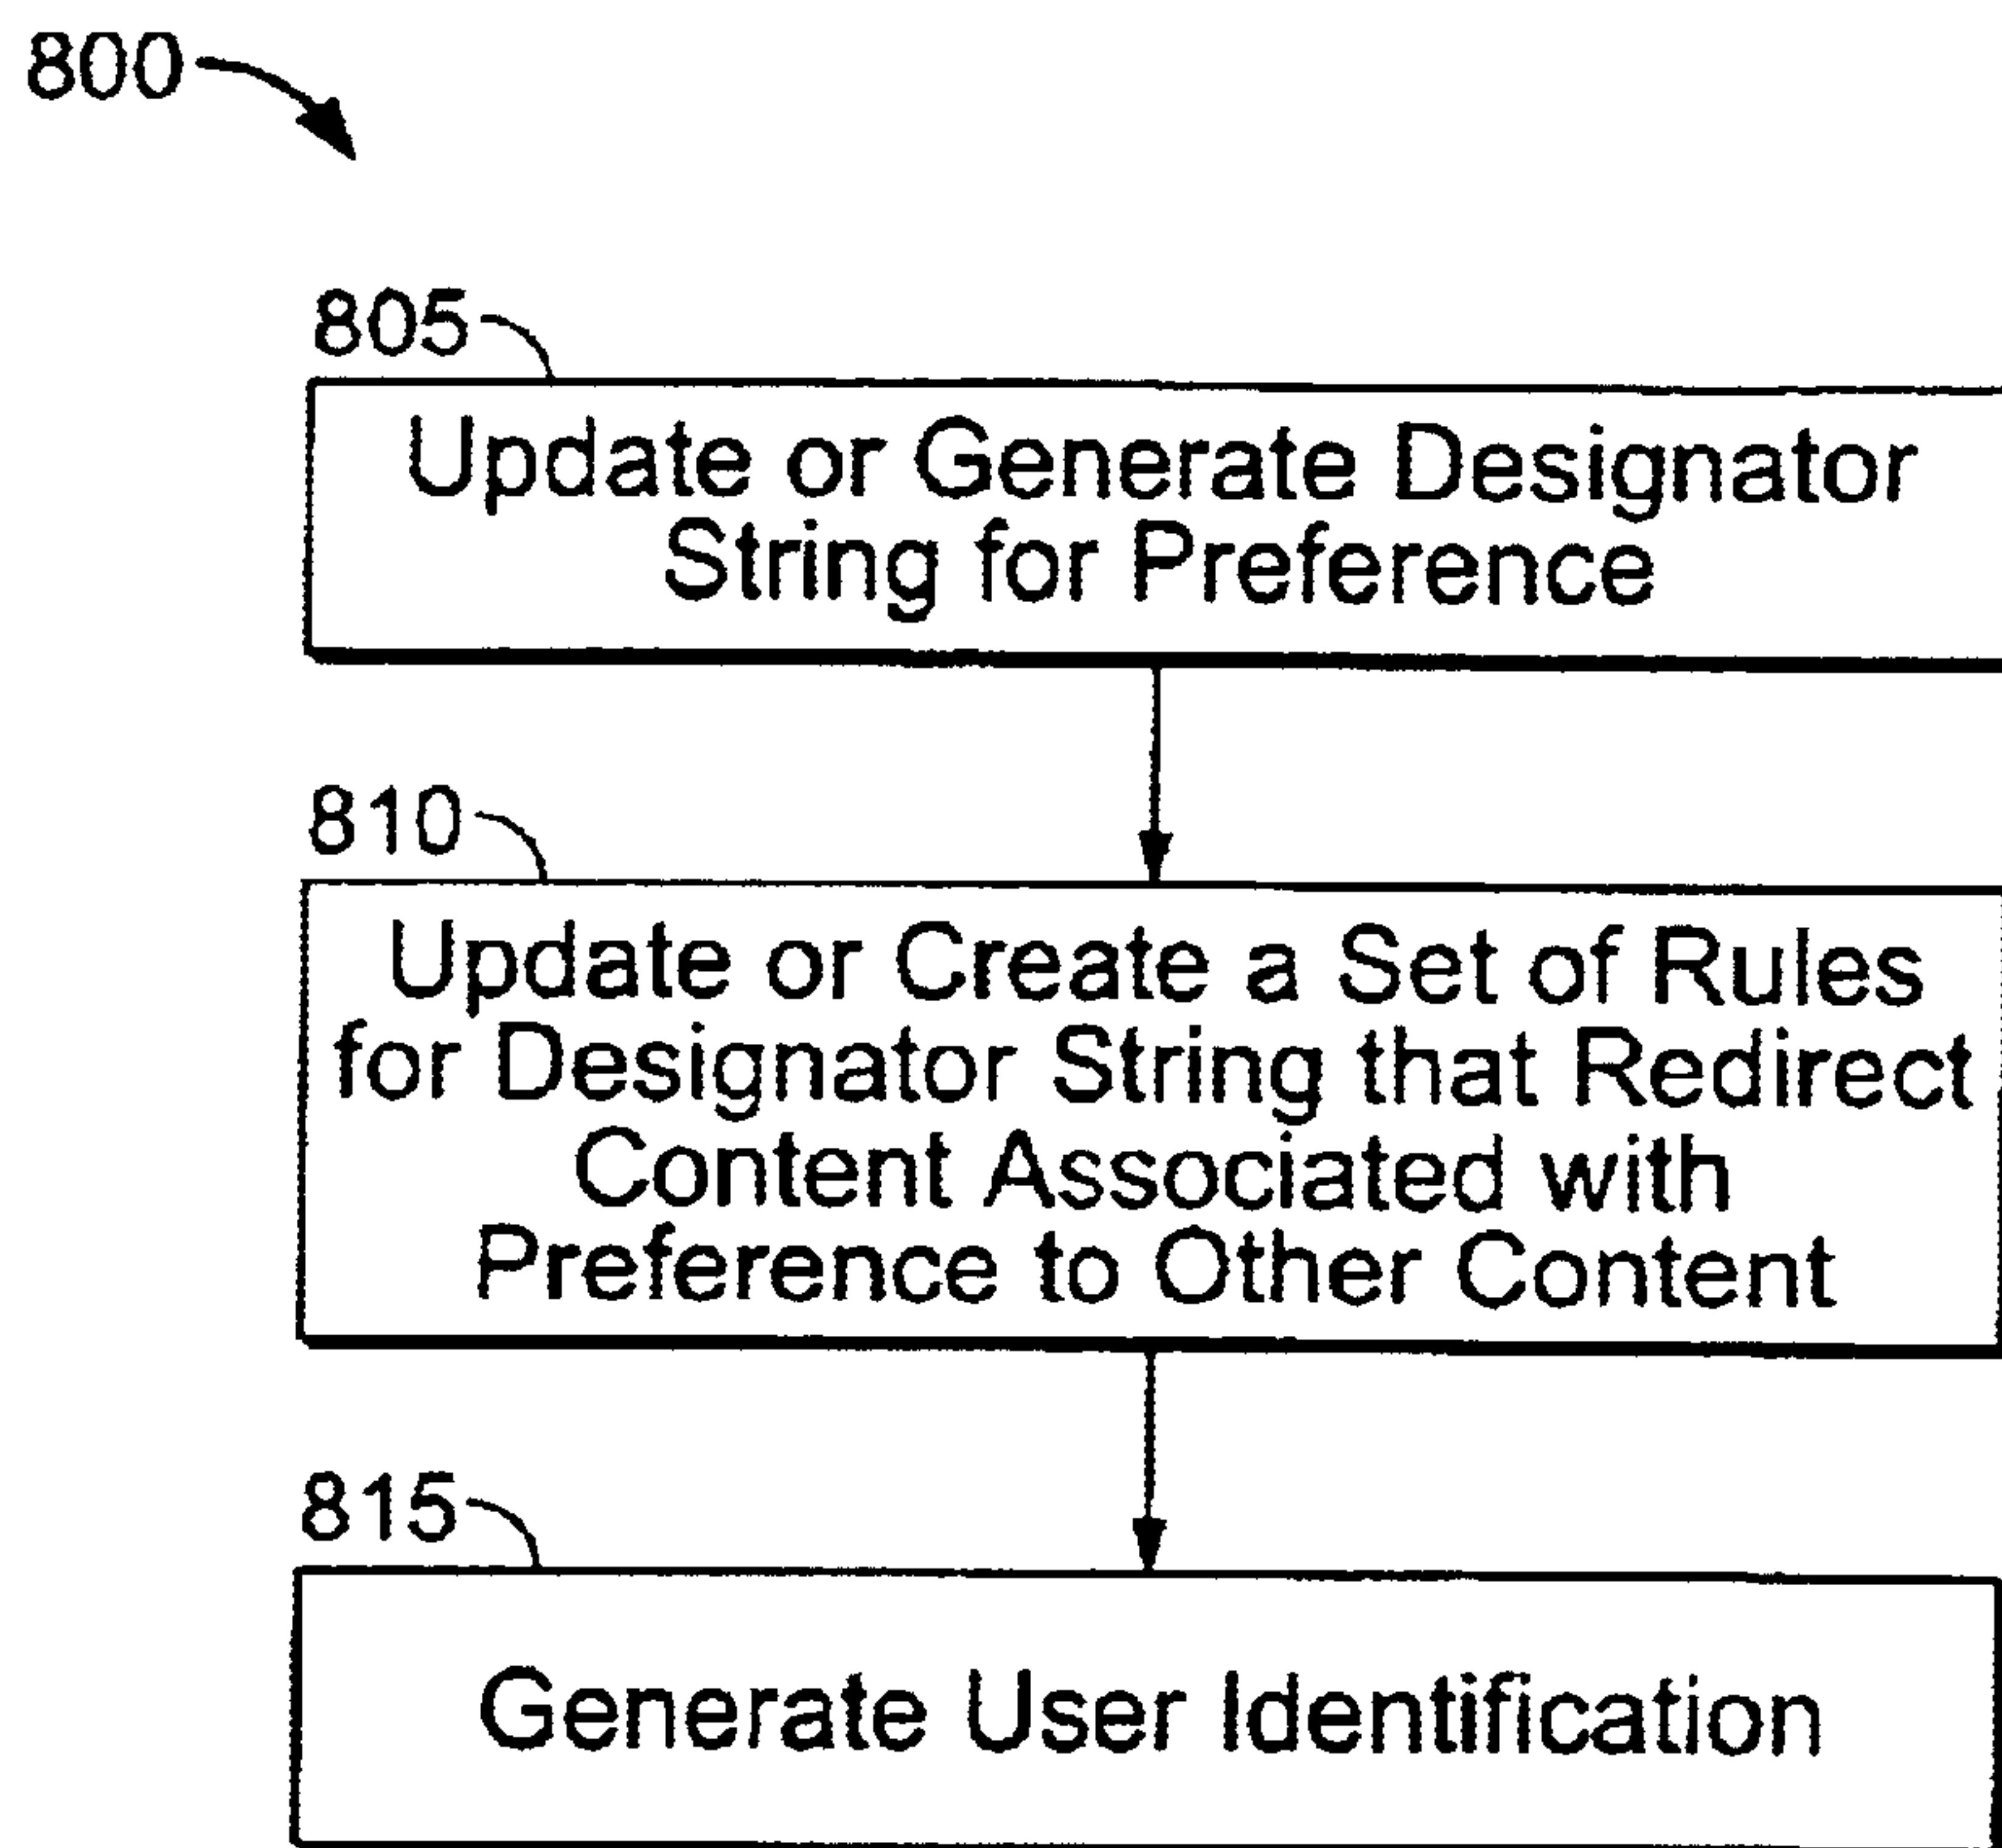 800
805
Update or Generate Designator
String for Preference
810
Update or Create a Set of Rules
for Designator String that Redirect
Content Associated with
Preference to Other Content
815
Generate User Identification